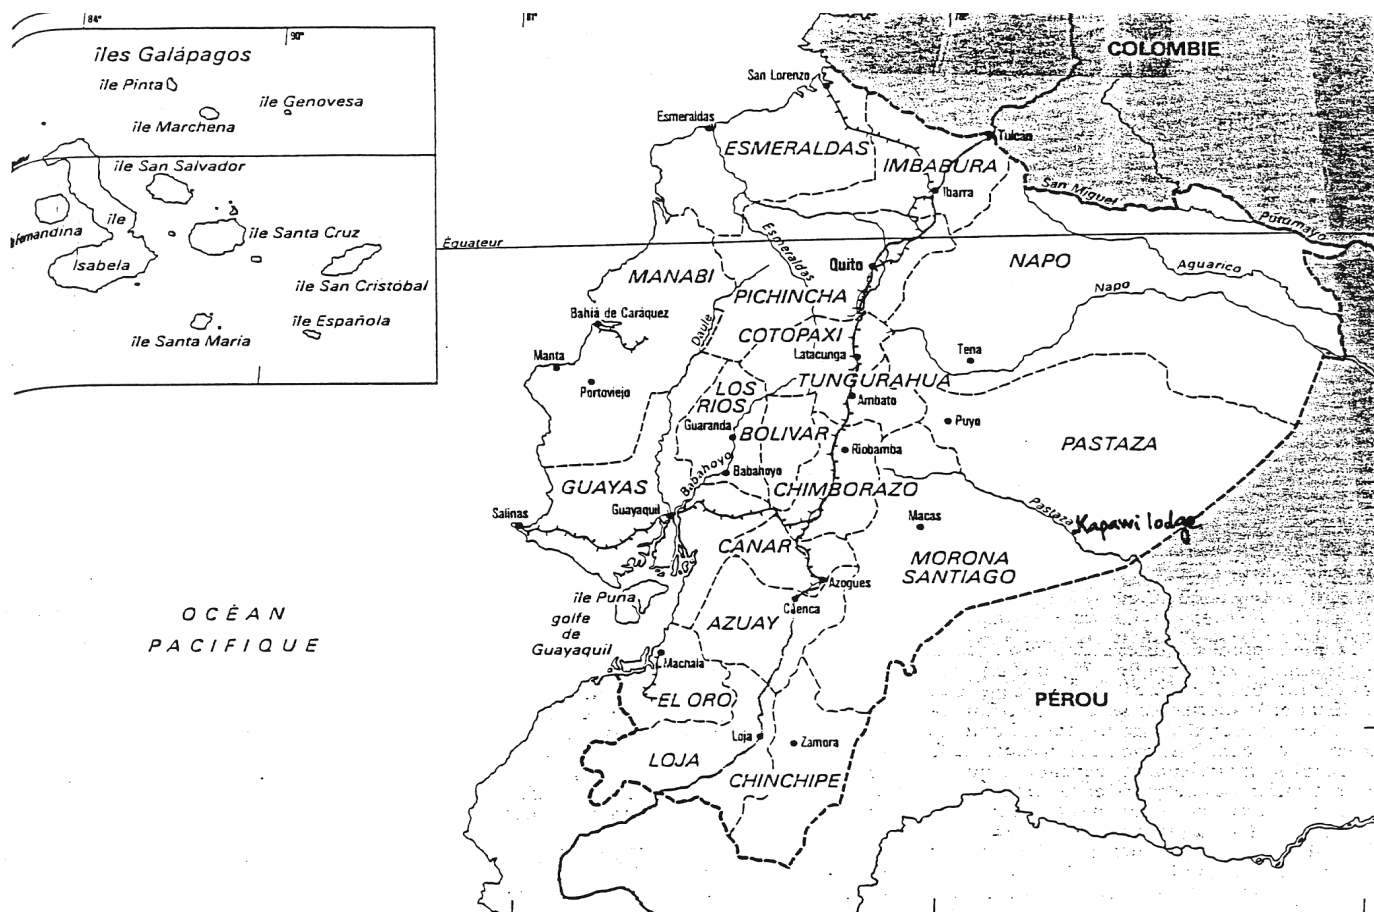 84°
90°
81°
78°
îles Galápagos
île Pinta
île Genovesa
île Marchena
île San Salvador
île
Isabela
Fernandina
île Santa Cruz
île San Cristóbal
île Española
île Santa María
COLOMBIE
San Lorenzo
Esmeraldas
Tulcán
ESMERALDAS
IMBABURA
Ibarra
San Miguel
Putumayo
Équateur
Esmeraldas
Quito
NAPO
Aguarico
MANABI
PICHINCHA
Napo
Bahiá de Caráquez
Daule
COTOPAXI
Manta
Latacunga
Tena
Portoviejo
LOS
RIOS
TUNGURAHUA
Ambato
Guaranda
Puyo
BOLIVAR
PASTAZA
Riobamba
Babahoyo
Babahoyo
GUAYAS
CHIMBORAZO
Salinas
Guayaquil
Macas
Pastaza
Kapawi lodge
CANAR
MORONA
SANTIAGO
Azogues
île Puna
Cuenca
OCÉAN
PACIFIQUE
golfe
de
Guayaquil
AZUAY
Machala
EL ORO
PÉROU
Loja
Zamora
LOJA
CHINCHIPE